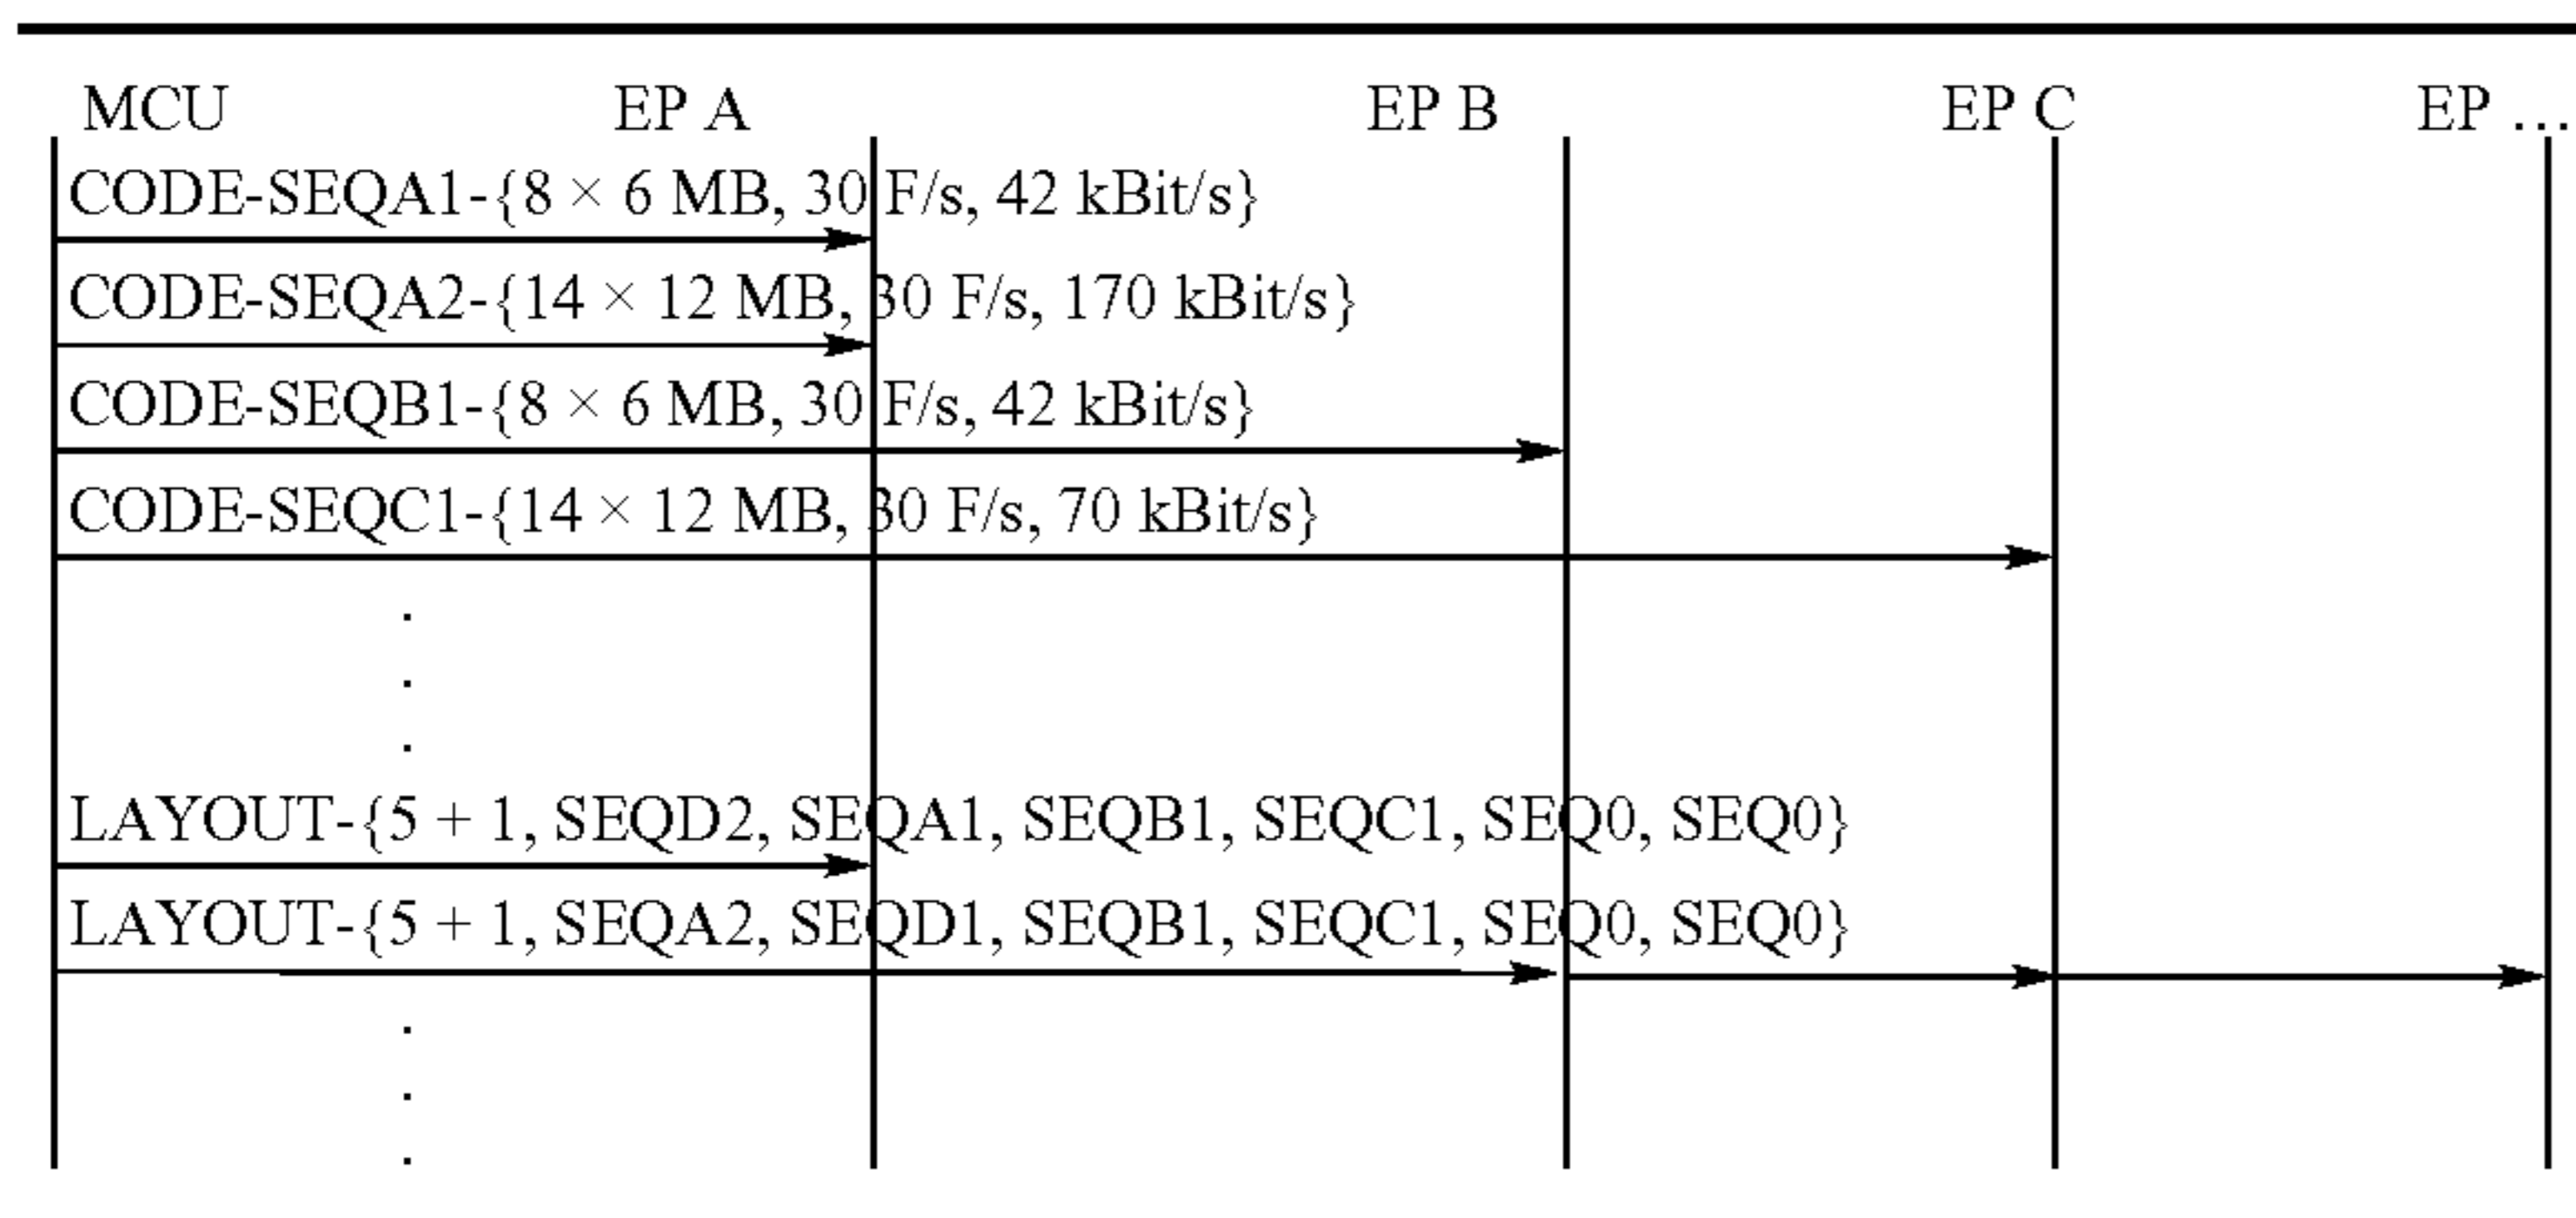 MCU EP A EP B EP C EP …
CODE-SEQA1-{8 × 6 MB, 30 F/s, 42 kBit/s}
CODE-SEQA2-{14 × 12 MB, 30 F/s, 170 kBit/s}
CODE-SEQB1-{8 × 6 MB, 30 F/s, 42 kBit/s}
CODE-SEQC1-{14 × 12 MB, 30 F/s, 70 kBit/s}
.
.
.
LAYOUT-{5 + 1, SEQD2, SEQA1, SEQB1, SEQC1, SEQ0, SEQ0}
LAYOUT-{5 + 1, SEQA2, SEQD1, SEQB1, SEQC1, SEQ0, SEQ0}
.
.
.